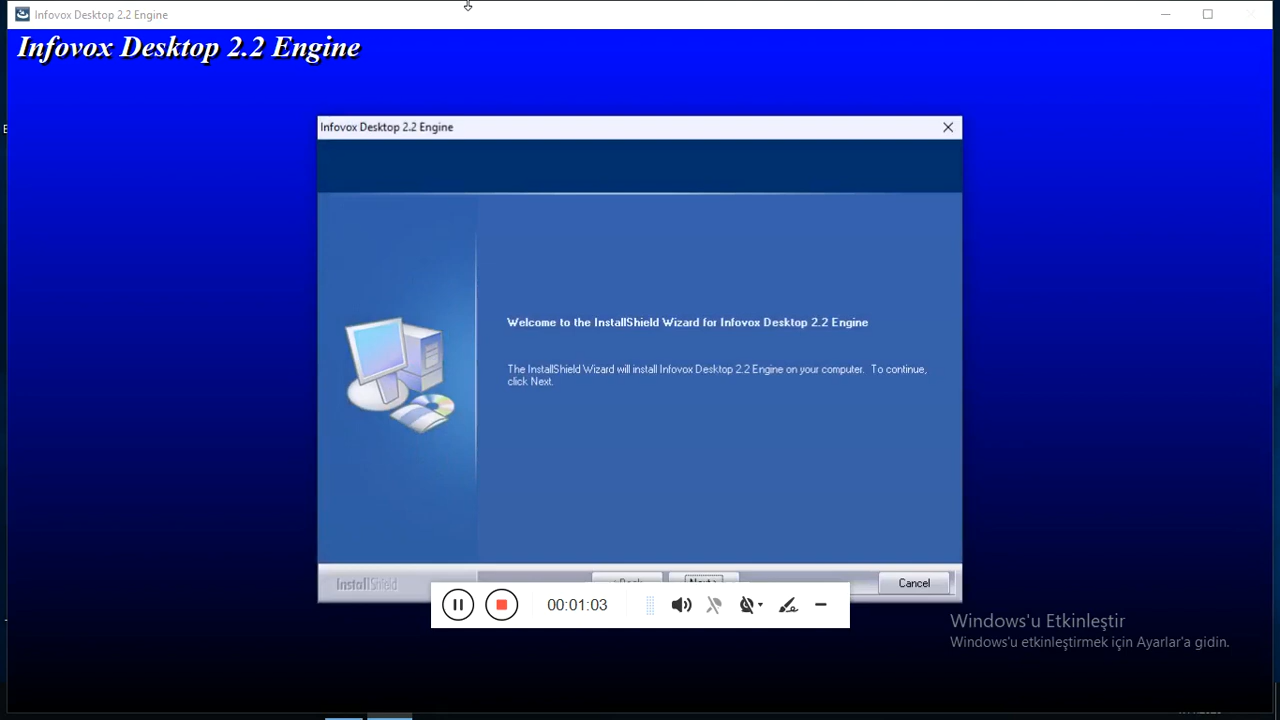 Infovox Desktop 2.2 Engine
Infovox Desktop 2.2 Engine
Infovox Desktop 2.2 Engine
Welcome to the InstallShield Wizard for Infovox Desktop 2.2 Engine
The InstallShield Wizard will install Infovox Desktop 2.2 Engine on your computer. To continue,
click Next.
InstallShield
< Back
Next >
Cancel
00:01:03
Windows'u Etkinleştir
Windows'u etkinleştirmek için Ayarlar'a gidin.